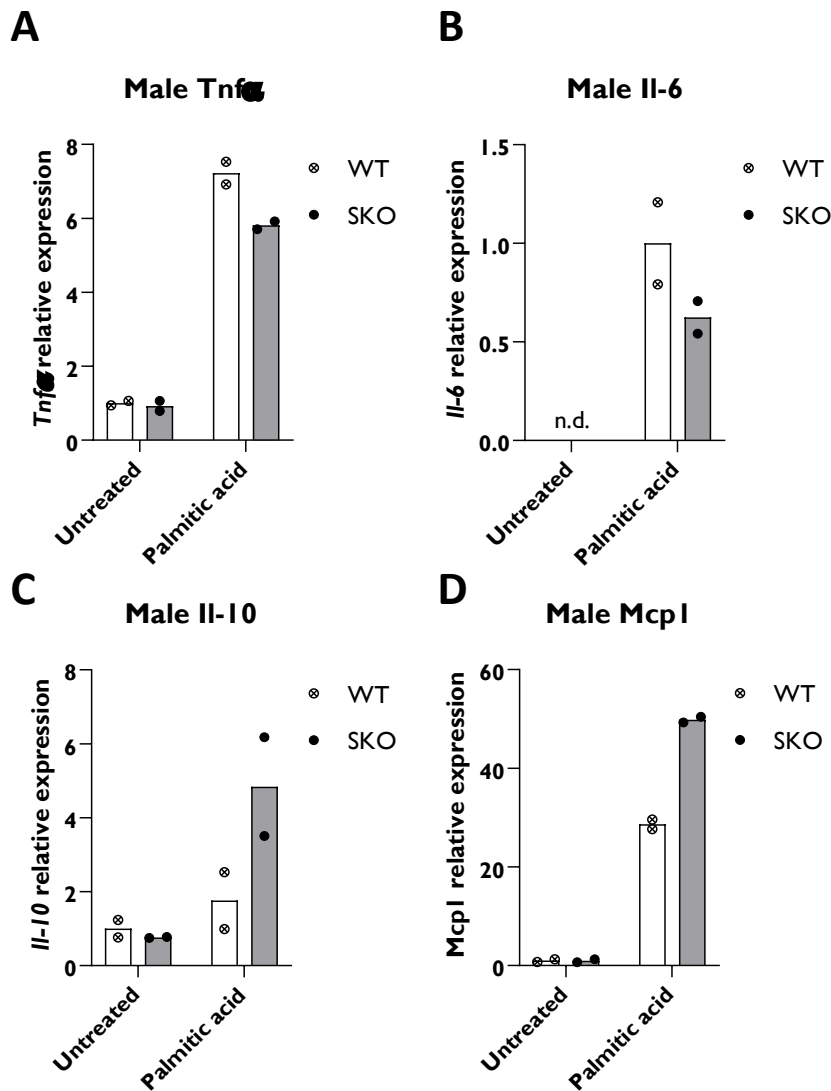 A
Male Tnfα
8
6
4
2
0
Tnfα relative expression
WT
SKO
Untreated
Palmitic acid
B
Male Il-6
1.5
1.0
0.5
0.0
Il-6 relative expression
n.d.
WT
SKO
Untreated
Palmitic acid
C
Male Il-10
8
6
4
2
0
Il-10 relative expression
WT
SKO
Untreated
Palmitic acid
D
Male Mcp1
60
40
20
0
Mcp1 relative expression
WT
SKO
Untreated
Palmitic acid